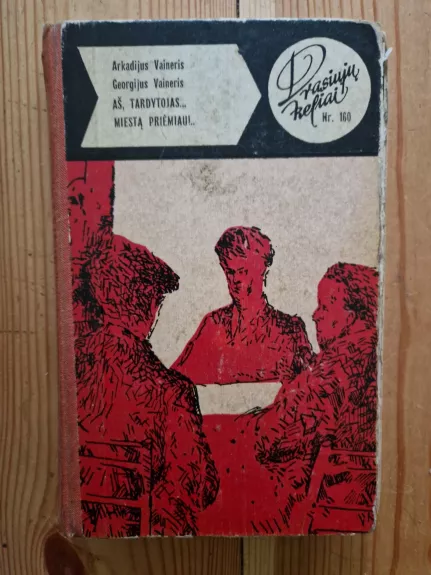 Arkadijus Vaineris
Georgijus Vaineris
AŠ, TARDYTOJAS...
MIESTĄ PRIĖMIAU!..
Drąsiųjų
keliai
Nr. 160